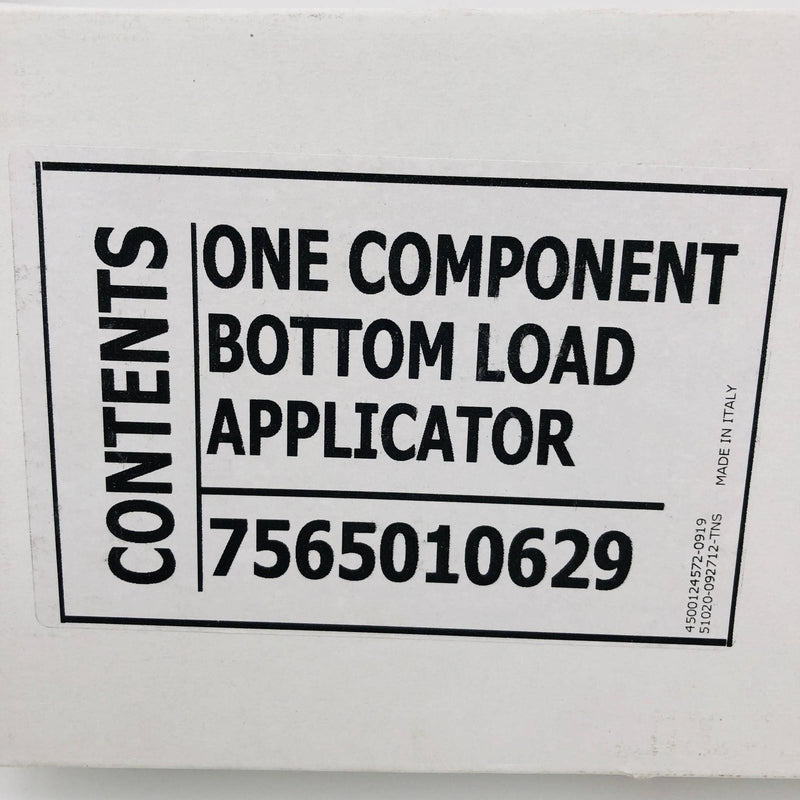 CONTENTS
ONE COMPONENT
BOTTOM LOAD
APPLICATOR
7565010629
4500124572-0919
51020-092712-TNS
MADE IN ITALY